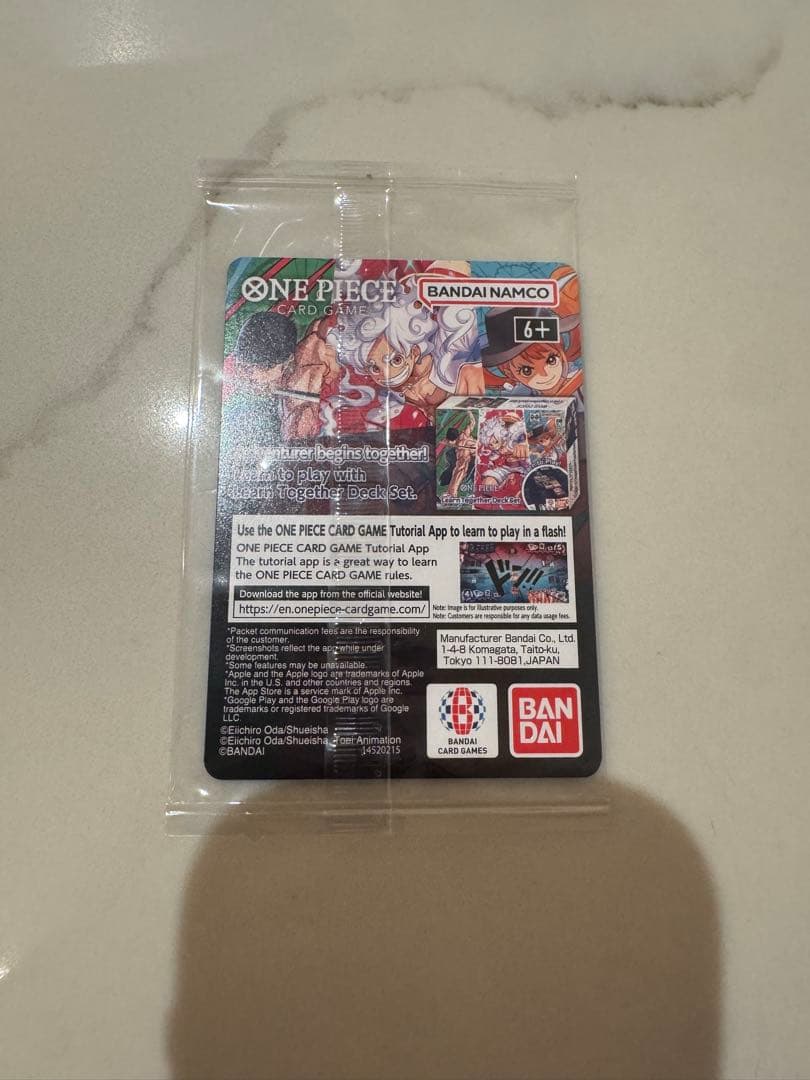 ONE PIECE
CARD GAME
BANDAI NAMCO
6+
Adventurer begins together!
Learn to play with
Learn Together Deck Set.
ONE PIECE
Learn Together Deck Set
Use the ONE PIECE CARD GAME Tutorial App to learn to play in a flash!
ONE PIECE CARD GAME Tutorial App
The tutorial app is a great way to learn
the ONE PIECE CARD GAME rules.
Download the app from the official website!
https://en.onepiece-cardgame.com/
ドン!!
Note: Image is for illustrative purposes only.
Note: Customers are responsible for any data usage fees.
*Packet communication fees are the responsibility
of the customer.
*Screenshots reflect the app while under
development.
*Some features may be unavailable.
*Apple and the Apple logo are trademarks of Apple
Inc. in the U.S. and other countries and regions.
The App Store is a service mark of Apple Inc.
*Google Play and the Google Play logo are
trademarks or registered trademarks of Google
LLC.
©Eiichiro Oda/Shueisha
©Eiichiro Oda/Shueisha, Toei Animation
©BANDAI
14520215
Manufacturer Bandai Co., Ltd.
1-4-8 Komagata, Taito-ku,
Tokyo 111-8081,JAPAN
BANDAI
CARD GAMES
BAN
DAI